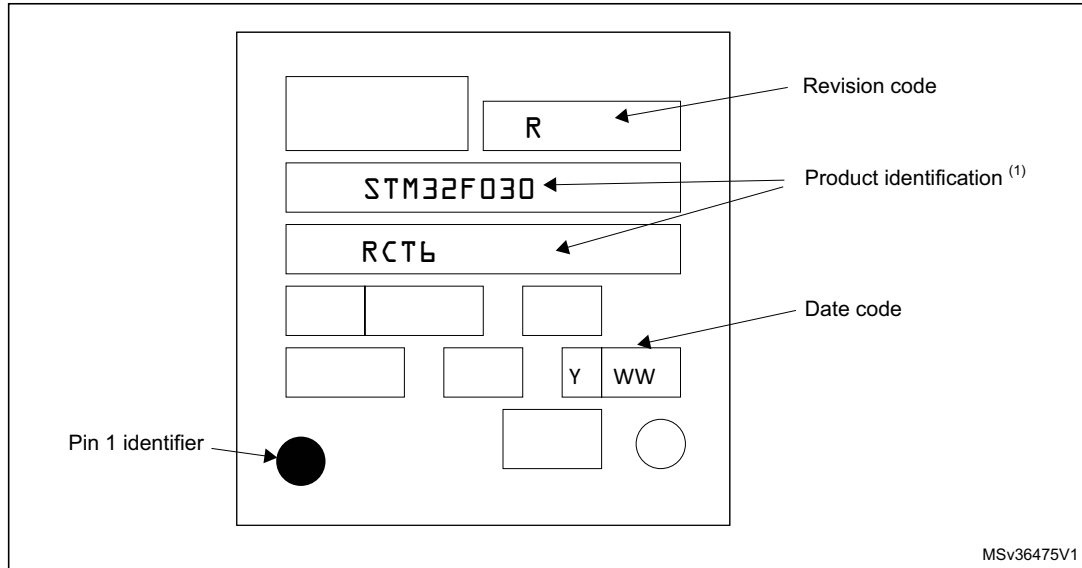 Revision code
R
STM32F030
Product identification (1)
RCT6
Date code
Y WW
Pin 1 identifier
MSv36475V1